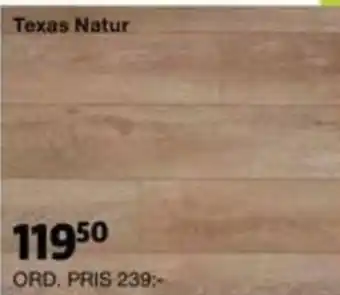 Texas Natur
119 50
ORD. PRIS 239:-